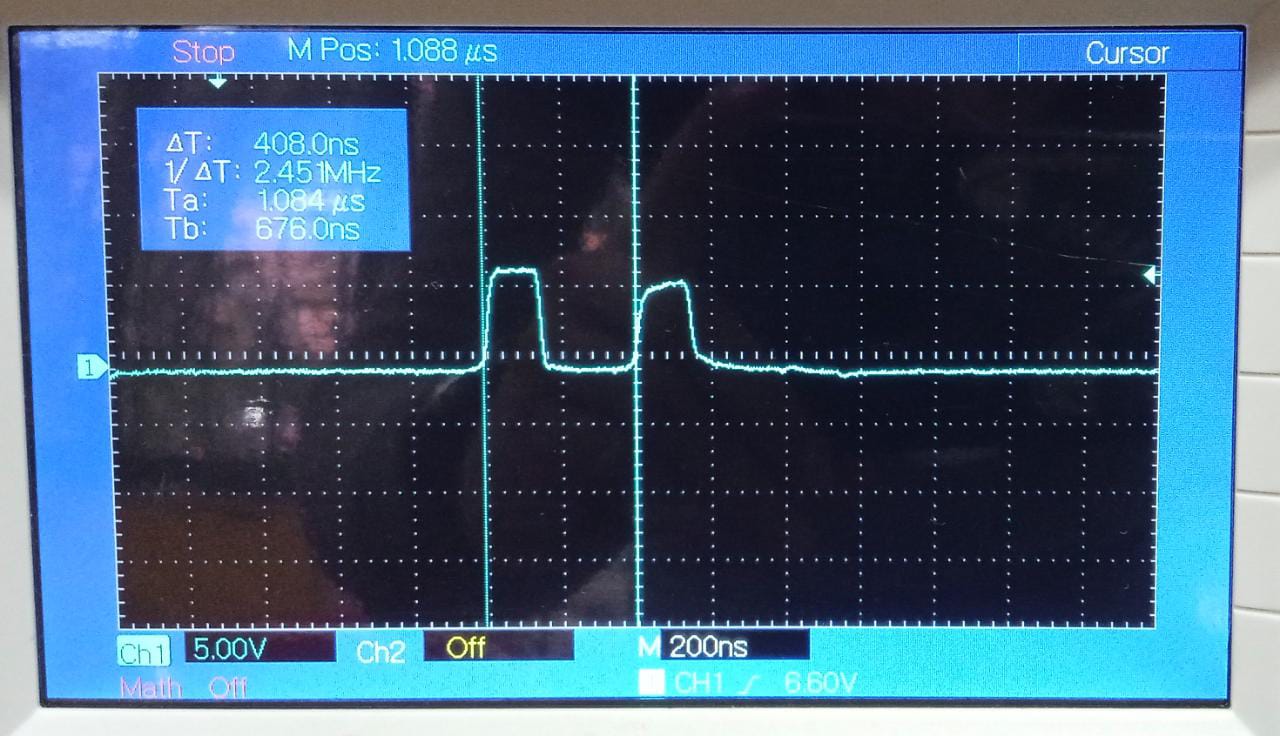 Stop M Pos: 1.088 µs Cursor
ΔT: 408.0ns
1/ΔT: 2.451MHz
Ta: 1.084 µs
Tb: 676.0ns
1
Ch1 5.00V Ch2 Off M 200ns
Math Off CH1 6.60V